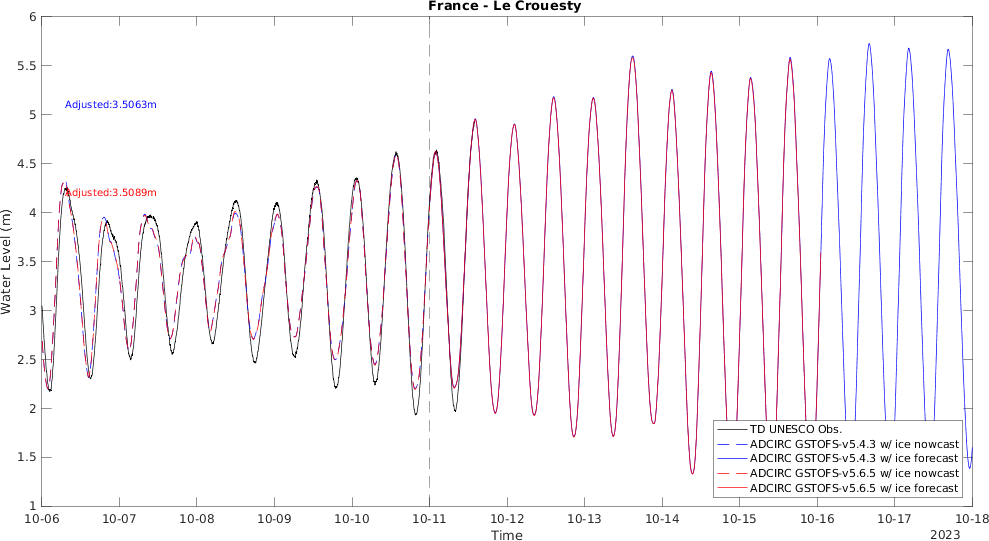 France - Le Crouesty
6
5.5
5
4.5
4
3.5
3
2.5
2
1.5
1
Water Level (m)
Adjusted:3.5063m
Adjusted:3.5089m
TD UNESCO Obs.
ADCIRC GSTOFS-v5.4.3 w/ ice nowcast
ADCIRC GSTOFS-v5.4.3 w/ ice forecast
ADCIRC GSTOFS-v5.6.5 w/ ice nowcast
ADCIRC GSTOFS-v5.6.5 w/ ice forecast
10-06 10-07 10-08 10-09 10-10 10-11 10-12 10-13 10-14 10-15 10-16 10-17 10-18
Time
2023